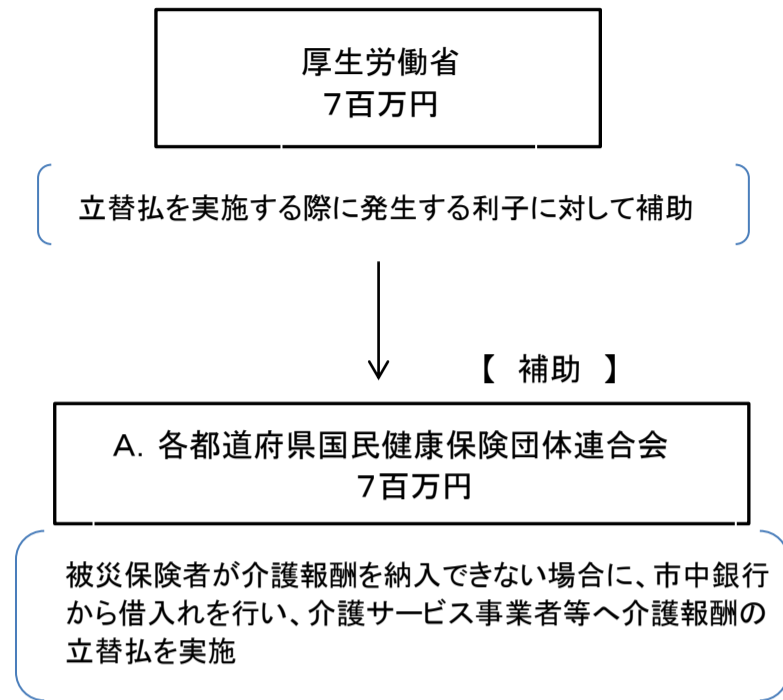 厚生労働省
7百万円
立替払を実施する際に発生する利子に対して補助
【 補助 】
A. 各都道府県国民健康保険団体連合会
7百万円
被災保険者が介護報酬を納入できない場合に、市中銀行
から借入れを行い、介護サービス事業者等へ介護報酬の
立替払を実施